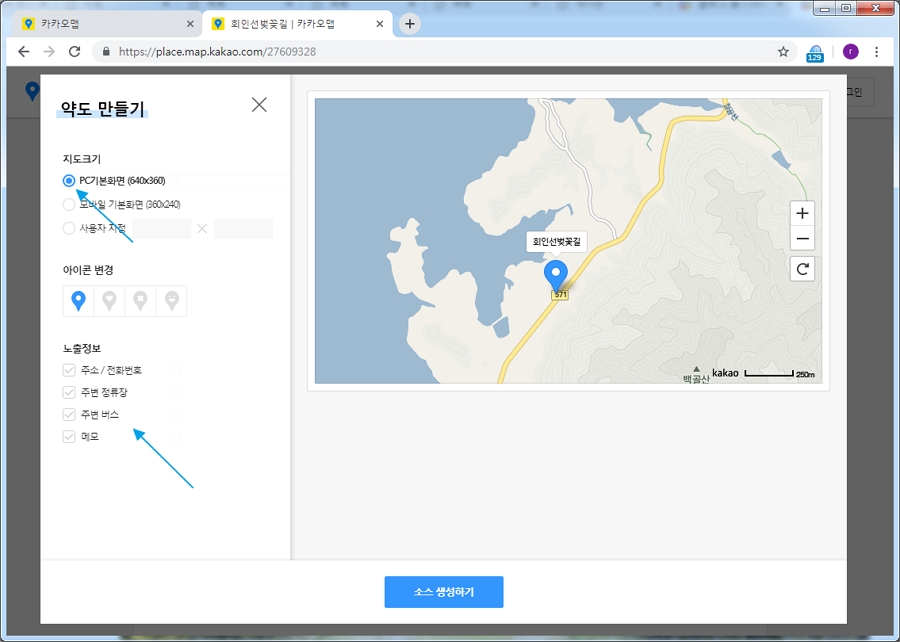 카카오맵
회인선벚꽃길 | 카카오맵
https://place.map.kakao.com/27609328
129
r
그인
약도 만들기
지도크기
PC기본화면 (640x360)
모바일 기본화면 (360x240)
사용자 지정
아이콘 변경
노출정보
주소 / 전화번호
주변 정류장
주변 버스
메모
회인선벚꽃길
571
백골산
kakao
250m
소스 생성하기